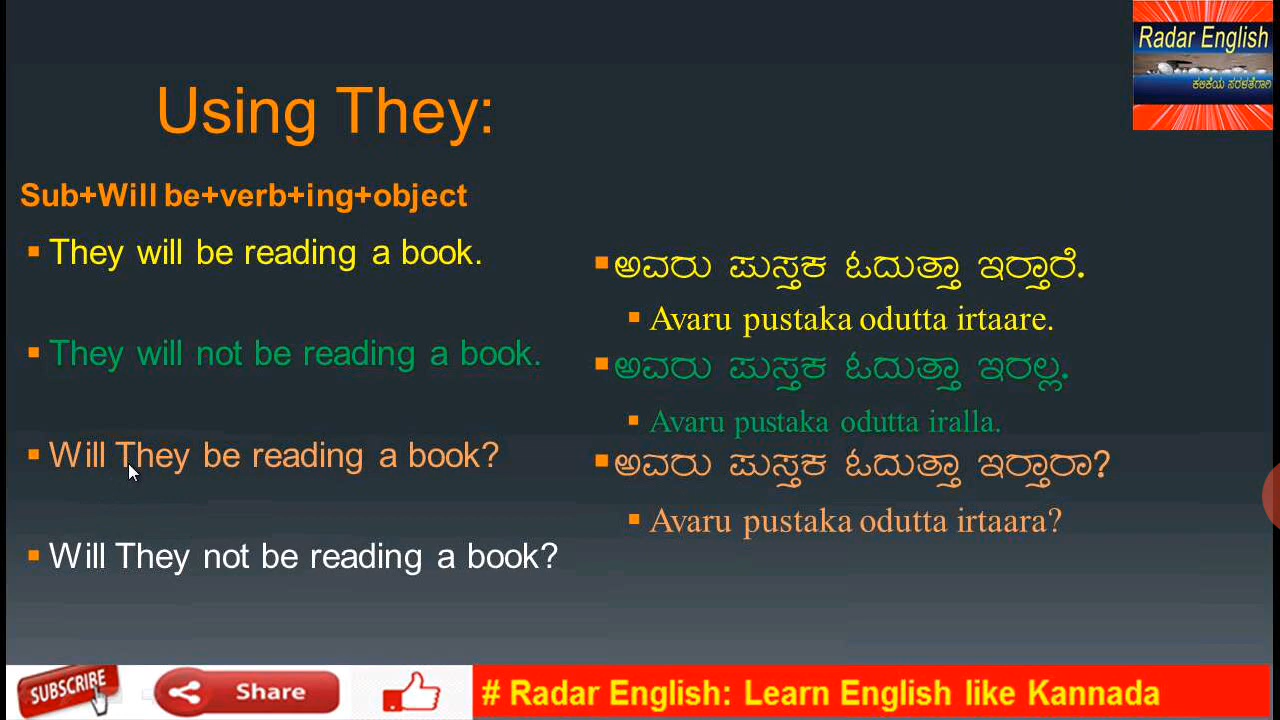 Radar English
ಕಲಿಕೆಯ ಸರಳತೆಗಾಗಿ
Using They:
Sub+Will be+verb+ing+object
They will be reading a book.
ಅವರು ಪುಸ್ತಕ ಓದುತ್ತಾ ಇರ‍್ತಾರೆ.
Avaru pustaka odutta irtaare.
They will not be reading a book.
ಅವರು ಪುಸ್ತಕ ಓದುತ್ತಾ ಇರಲ್ಲ.
Avaru pustaka odutta iralla.
Will They be reading a book?
ಅವರು ಪುಸ್ತಕ ಓದುತ್ತಾ ಇರ‍್ತಾರಾ?
Avaru pustaka odutta irtaara?
Will They not be reading a book?
SUBSCRIBE
Share
# Radar English: Learn English like Kannada